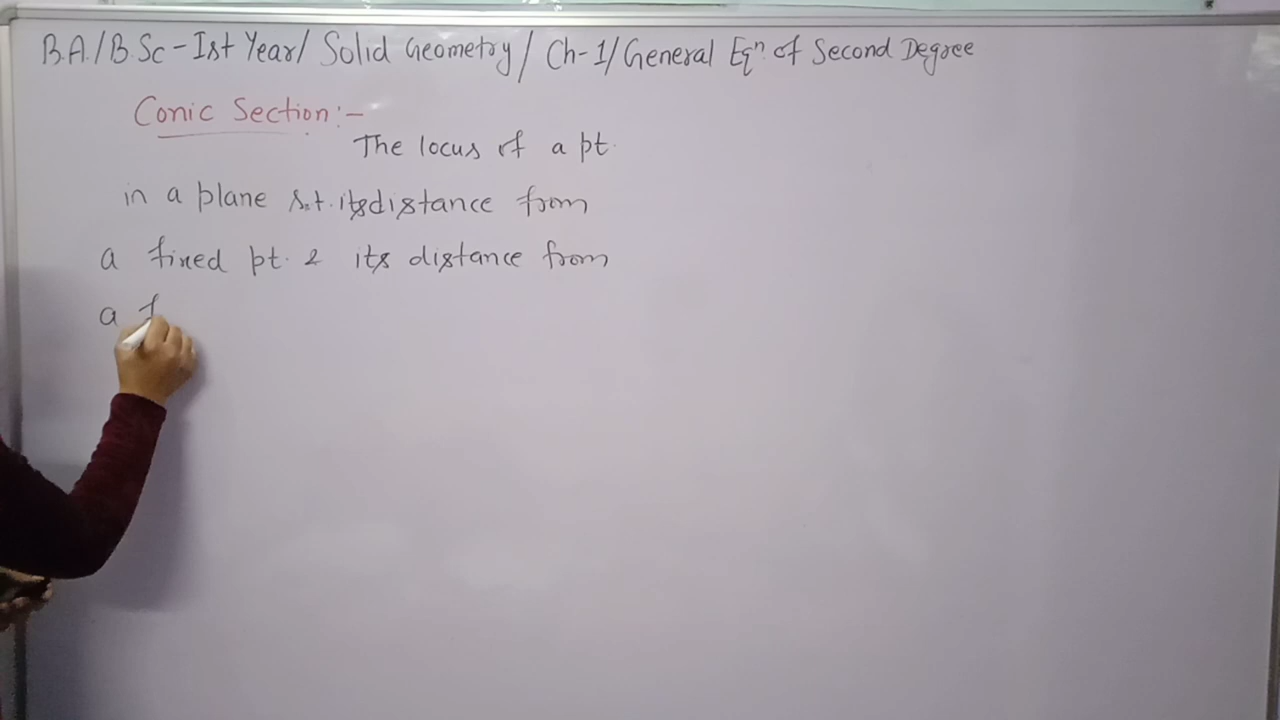 B.A./B.Sc-Ist Year/ Solid Geometry/ Ch-1/General Eqⁿ. of Second Degree
Conic Section:-
The locus of a pt.
in a plane s.t. its distance from
a fixed pt. & its distance from
a f